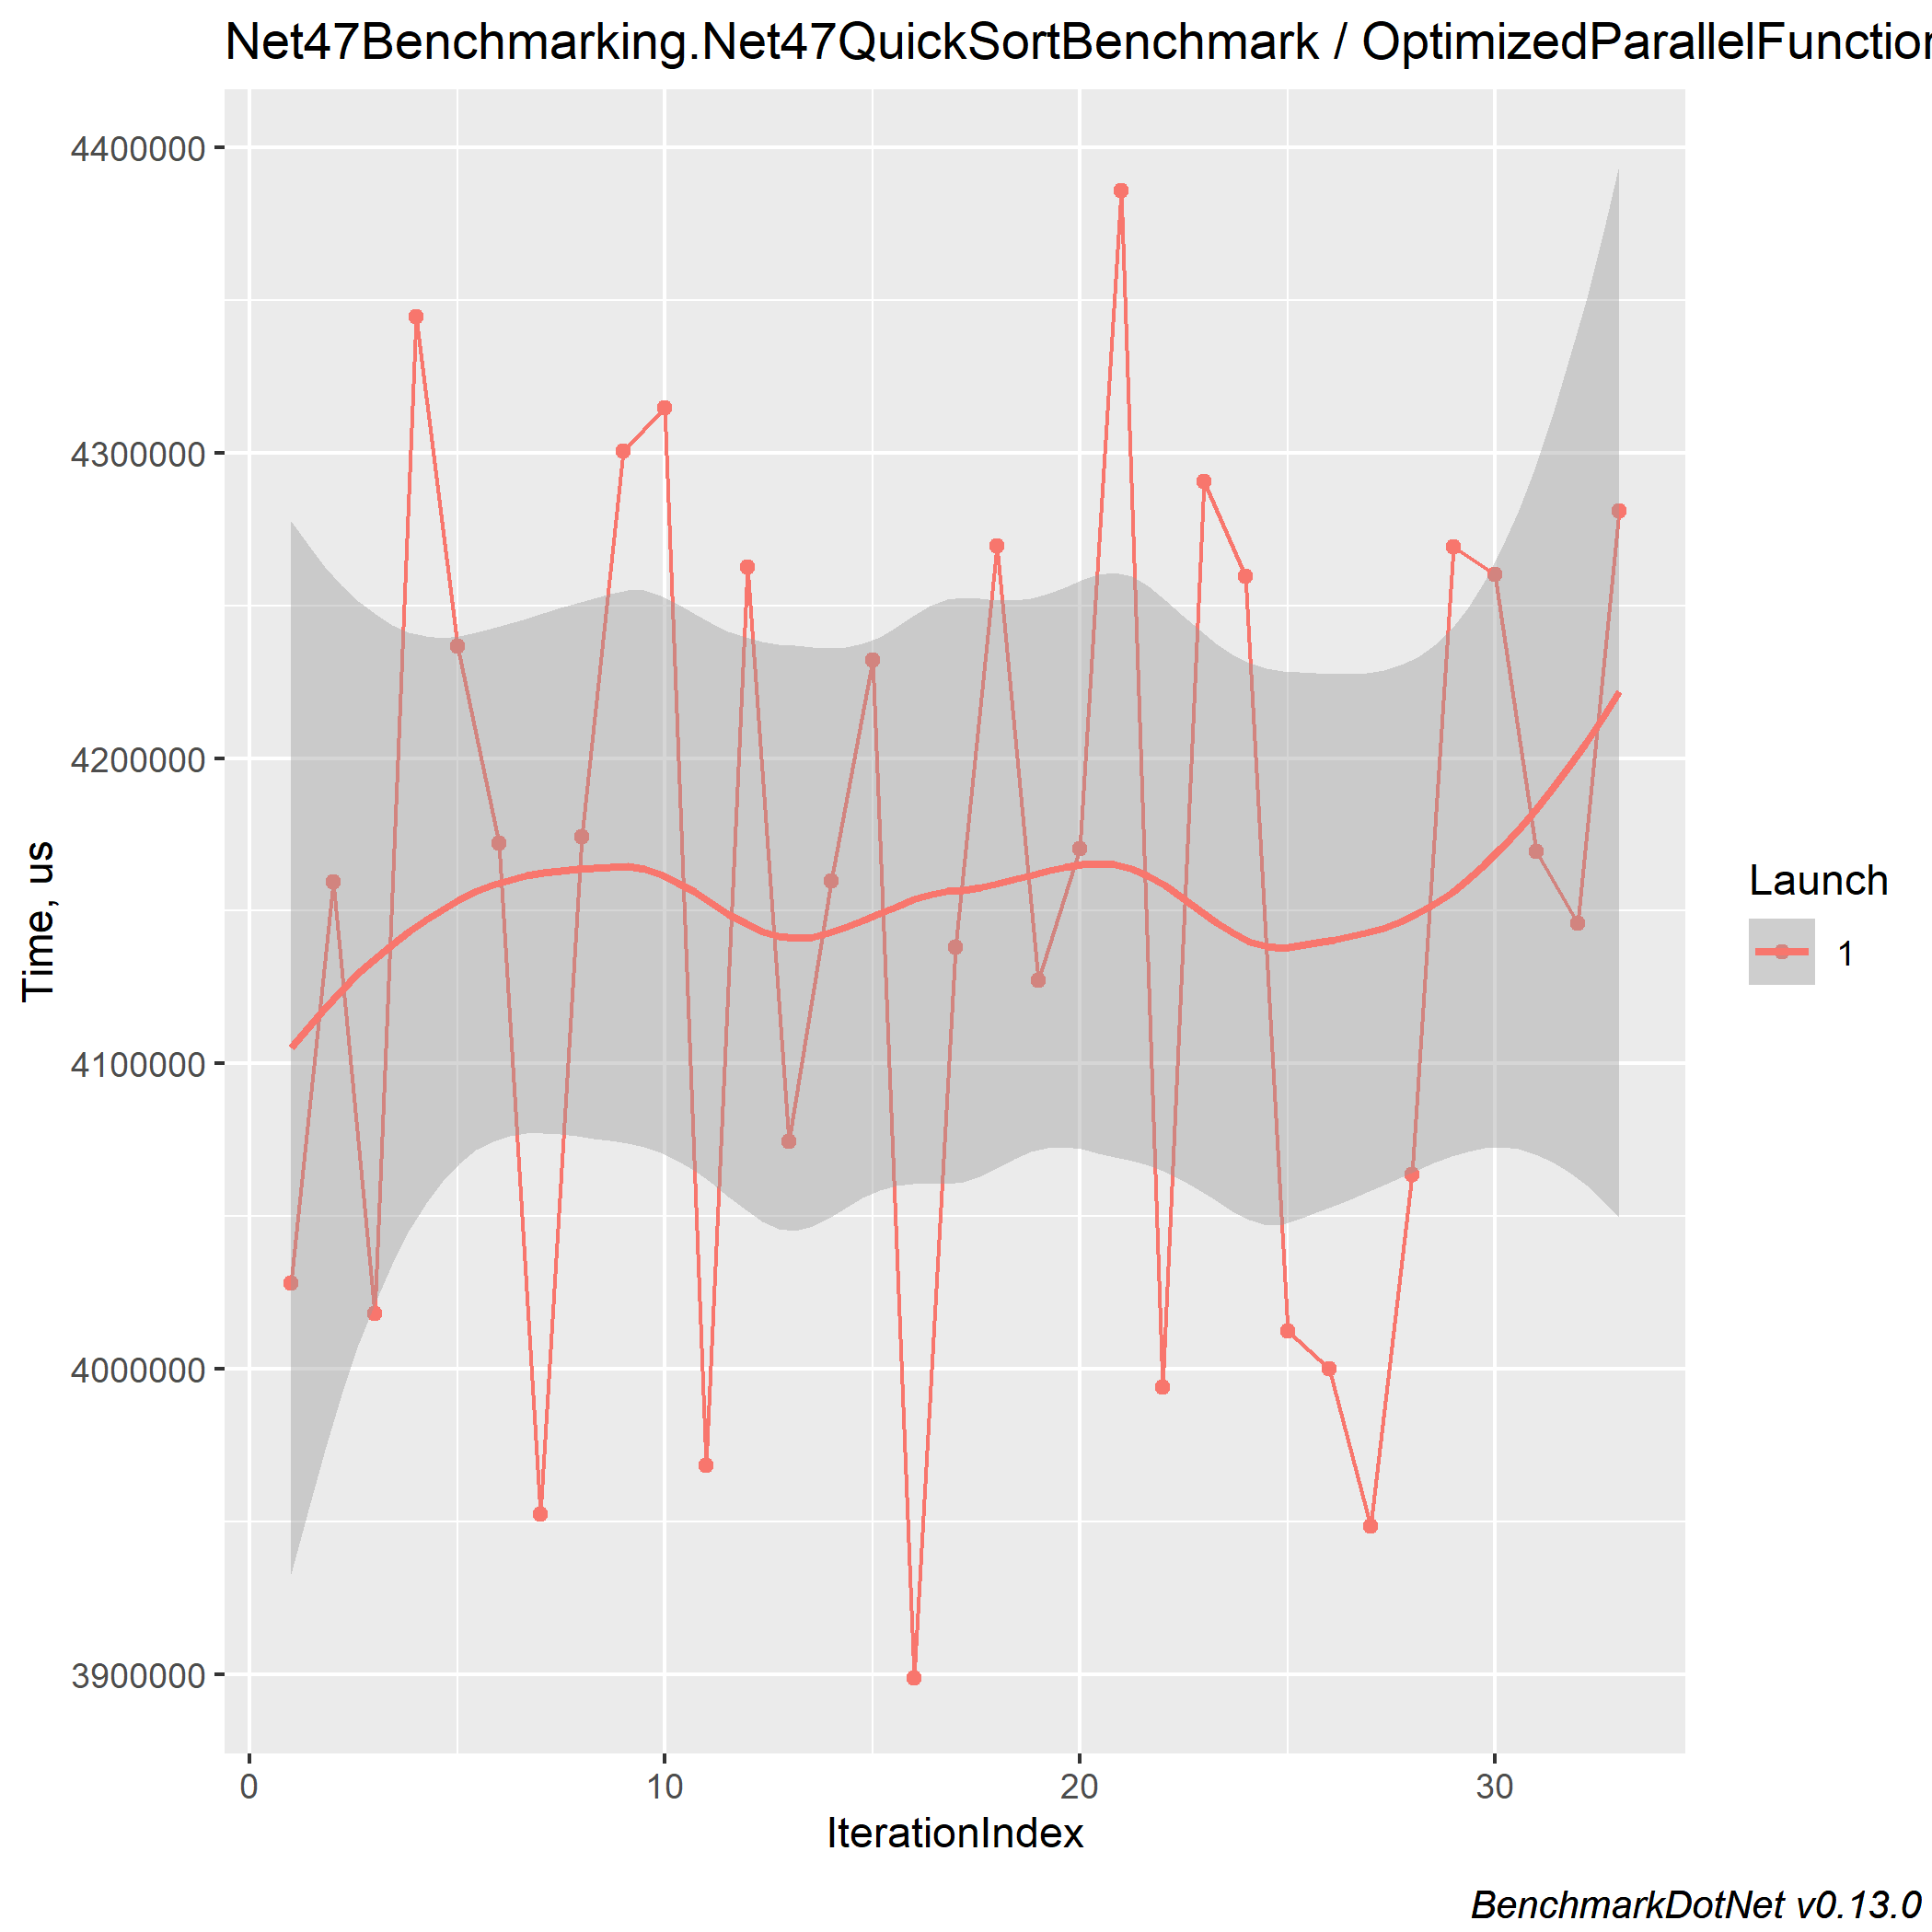 Net47Benchmarking.Net47QuickSortBenchmark / OptimizedParallelFunction
4400000
4300000
4200000
4100000
4000000
3900000
Time, us
0 10 20 30
IterationIndex
Launch
1
BenchmarkDotNet v0.13.0